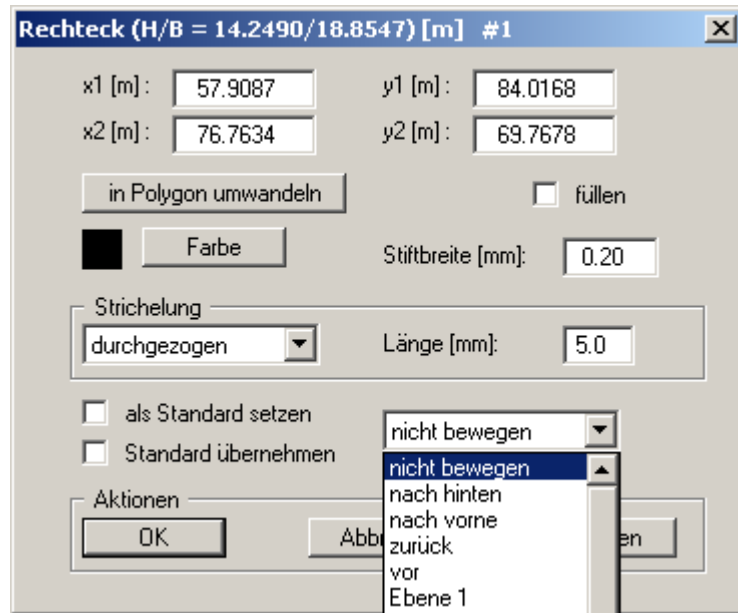 Rechteck (H/B = 14.2490/18.8547) [m] #1
x1 [m] : 57.9087 y1 [m] : 84.0168
x2 [m] : 76.7634 y2 [m] : 69.7678
in Polygon umwandeln füllen
Farbe Stiftbreite [mm]: 0.20
Strichelung
durchgezogen Länge [mm]: 5.0
als Standard setzen nicht bewegen
Standard übernehmen
nicht bewegen
nach hinten
Aktionen
nach vorne
OK
zurück
vor
Ebene 1